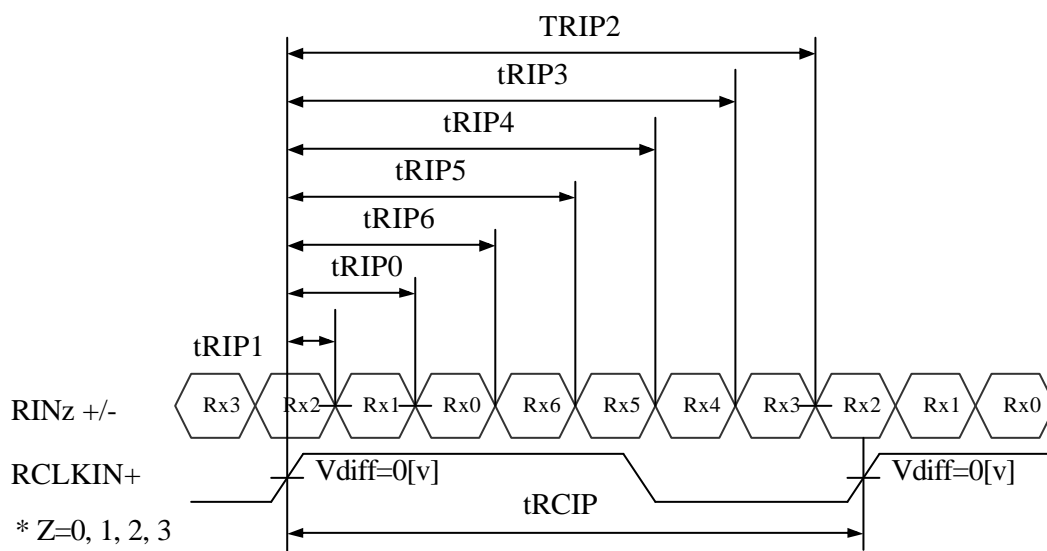 TRIP2
tRIP3
tRIP4
tRIP5
tRIP6
tRIP0
tRIP1
RINz +/- Rx3 Rx2 Rx1 Rx0 Rx6 Rx5 Rx4 Rx3 Rx2 Rx1 Rx0
RCLKIN+ Vdiff=0[v] Vdiff=0[v]
tRCIP
* Z=0, 1, 2, 3